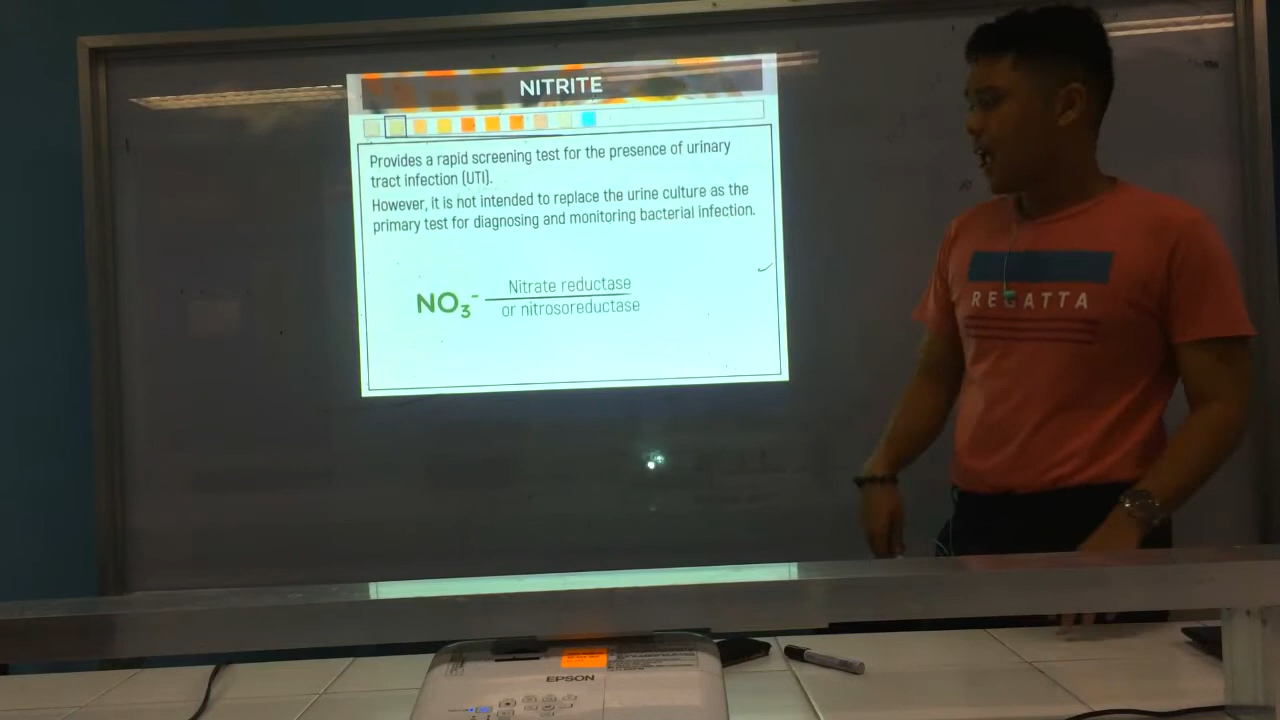 NITRITE
Provides a rapid screening test for the presence of urinary
tract infection (UTI).
However, it is not intended to replace the urine culture as the
primary test for diagnosing and monitoring bacterial infection.
NO₃⁻
Nitrate reductase
or nitrosoreductase
REGATTA
EPSON